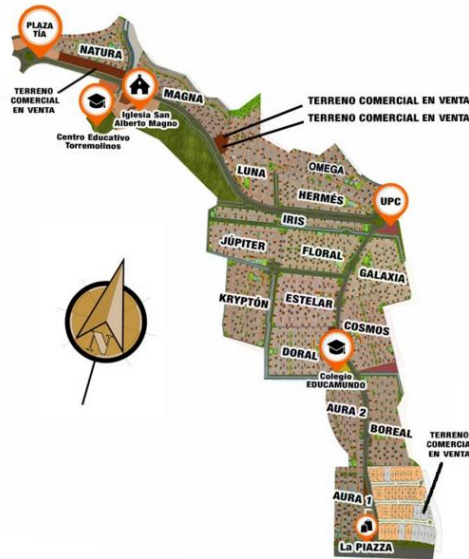 PLAZA
TÍA
NATURA
TERRENO
COMERCIAL
EN VENTA
Iglesia San
Alberto Magno
MAGNA
Centro Educativo
Torremolinos
TERRENO COMERCIAL EN VENTA
TERRENO COMERCIAL EN VENTA
LUNA
OMEGA
HERMÉS
UPC
IRIS
JÚPITER
FLORAL
GALAXIA
KRYPTÓN
ESTELAR
COSMOS
DORAL
Colegio
EDUCAMUNDO
N
AURA 2
BOREAL
TERRENO
COMERCIAL
EN VENTA
AURA 1
La PIAZZA